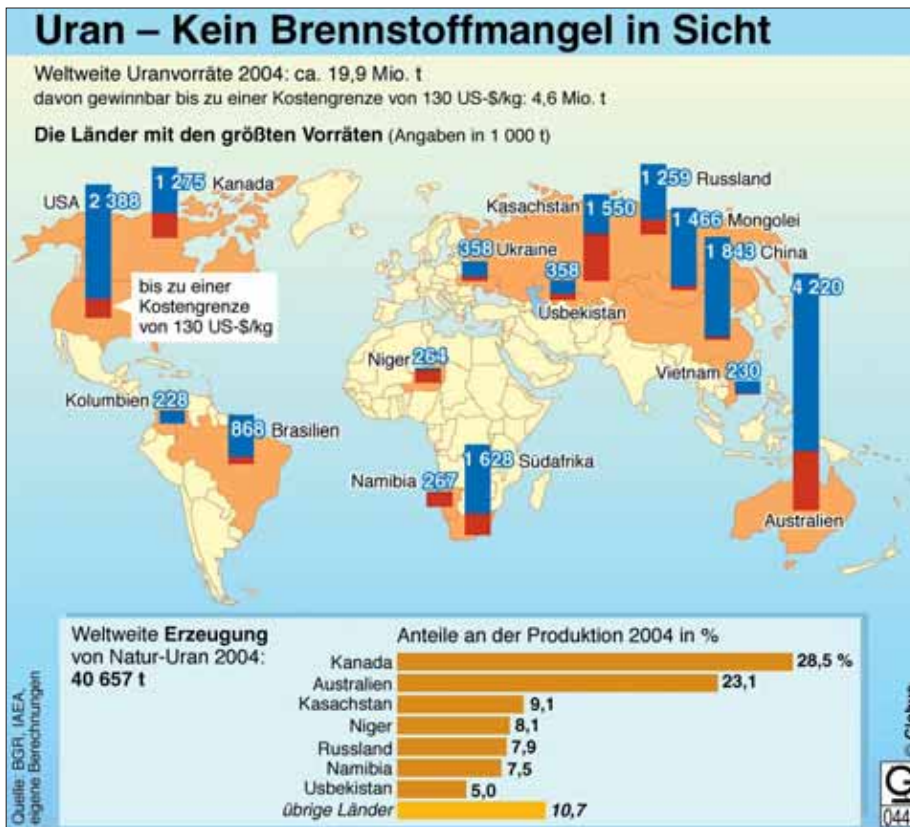 Uran – Kein Brennstoffmangel in Sicht
Weltweite Uranvorräte 2004: ca. 19,9 Mio. t
davon gewinnbar bis zu einer Kostengrenze von 130 US-$/kg: 4,6 Mio. t
Die Länder mit den größten Vorräten (Angaben in 1 000 t)
USA 2 388
1 275 Kanada
bis zu einer
Kostengrenze
von 130 US-$/kg
Kasachstan 1 550
1 259 Russland
1 466 Mongolei
1 843 China
358 Ukraine
358
Usbekistan
4 220
Australien
Niger 264
Vietnam 230
Kolumbien 228
868 Brasilien
Namibia 267
1 628 Südafrika
Weltweite Erzeugung
von Natur-Uran 2004:
40 657 t
Anteile an der Produktion 2004 in %
Kanada 28,5 %
Australien 23,1
Kasachstan 9,1
Niger 8,1
Russland 7,9
Namibia 7,5
Usbekistan 5,0
übrige Länder 10,7
Quelle: BGR, IAEA,
eigene Berechnungen
© Globus
G
044